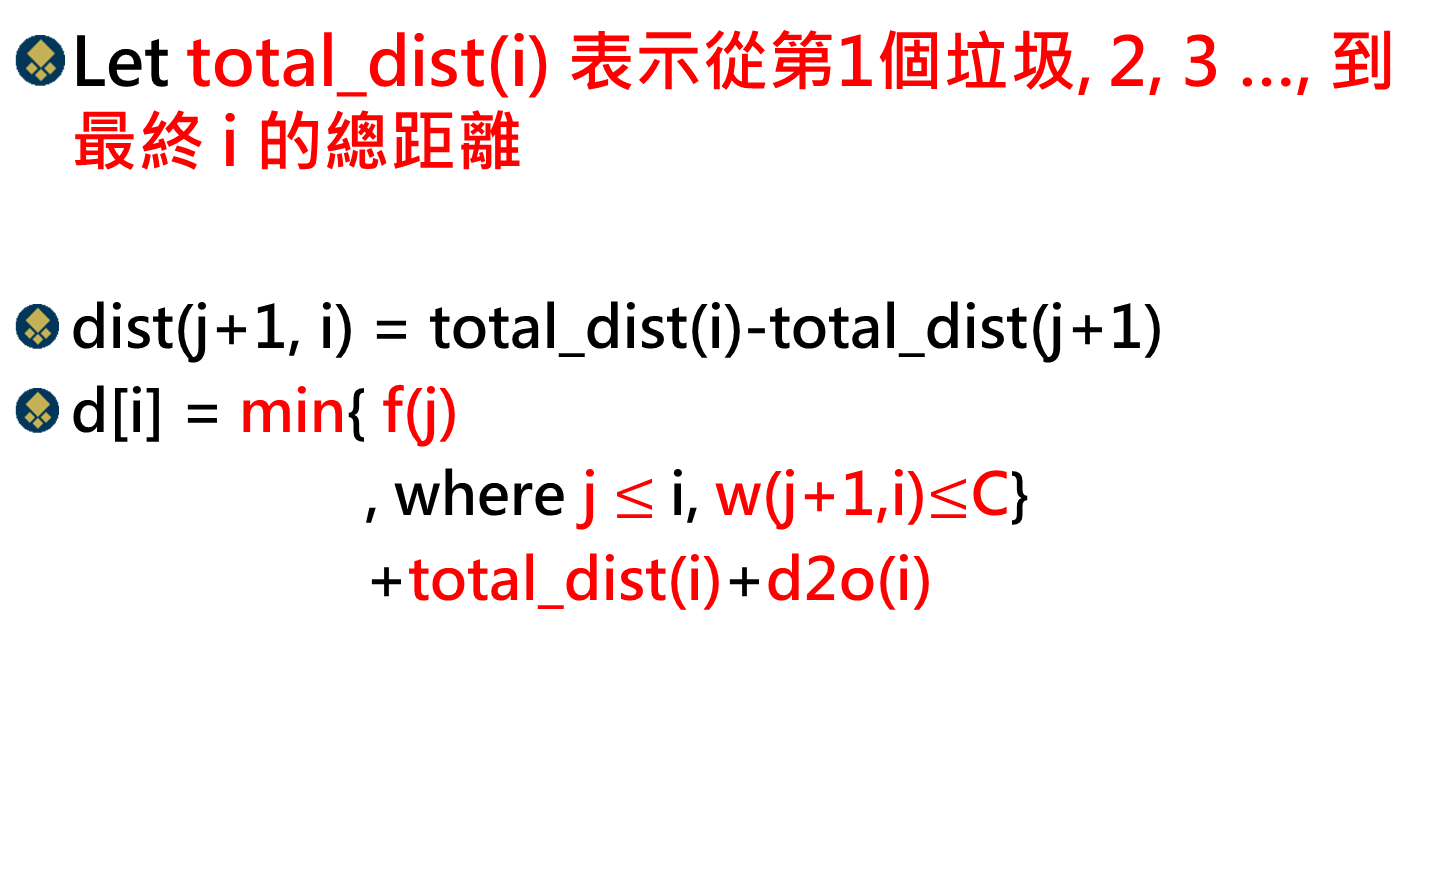 Let total_dist(i) 表示從第1個垃圾, 2, 3 ..., 到
最終 i 的總距離
dist(j+1, i) = total_dist(i)-total_dist(j+1)
d[i] = min{ f(j)
, where j ≤ i, w(j+1,i)≤C}
+total_dist(i)+d2o(i)